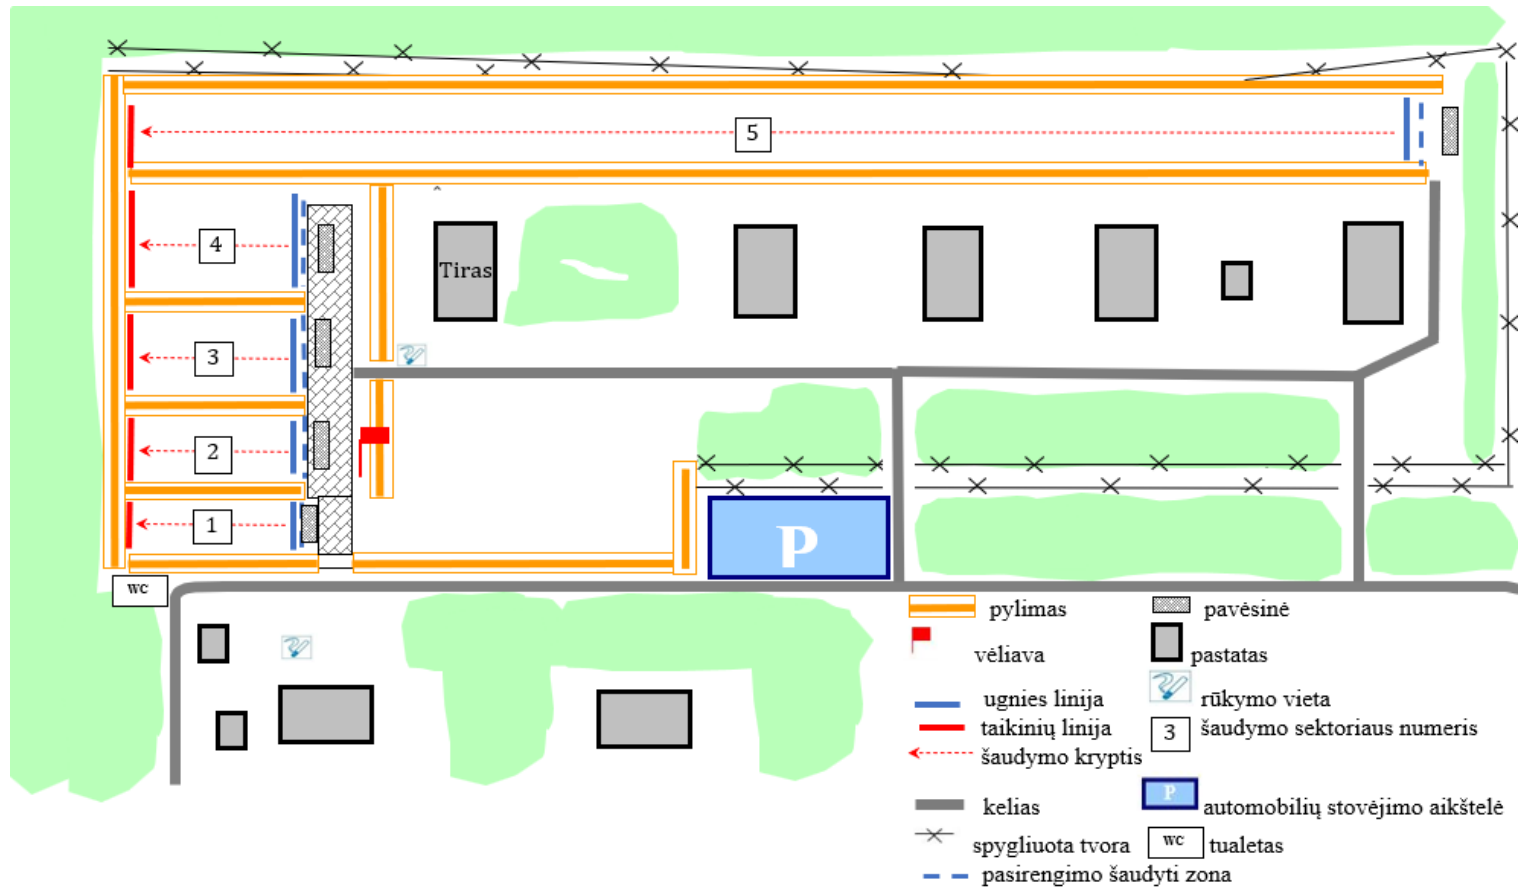 5
4
Tiras
3
2
1
P
wc
pylimas
pavėsinė
vėliava
pastatas
ugnies linija
rūkymo vieta
taikinių linija
3
šaudymo sektoriaus numeris
šaudymo kryptis
kelias
P
automobilių stovėjimo aikštelė
spygliuota tvora
wc
tualetas
pasirengimo šaudyti zona